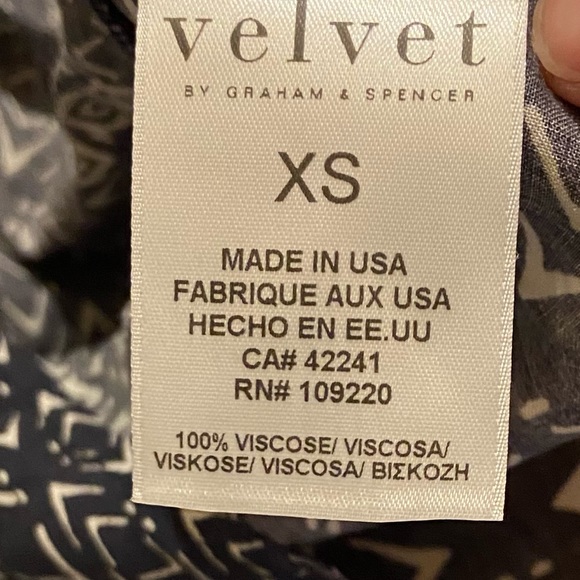 velvet
BY GRAHAM & SPENCER
XS
MADE IN USA
FABRIQUE AUX USA
HECHO EN EE.UU
CA# 42241
RN# 109220
100% VISCOSE/ VISCOSA/
VISKOSE/ VISCOSA/ ΒΙΣΚΟΖΗ